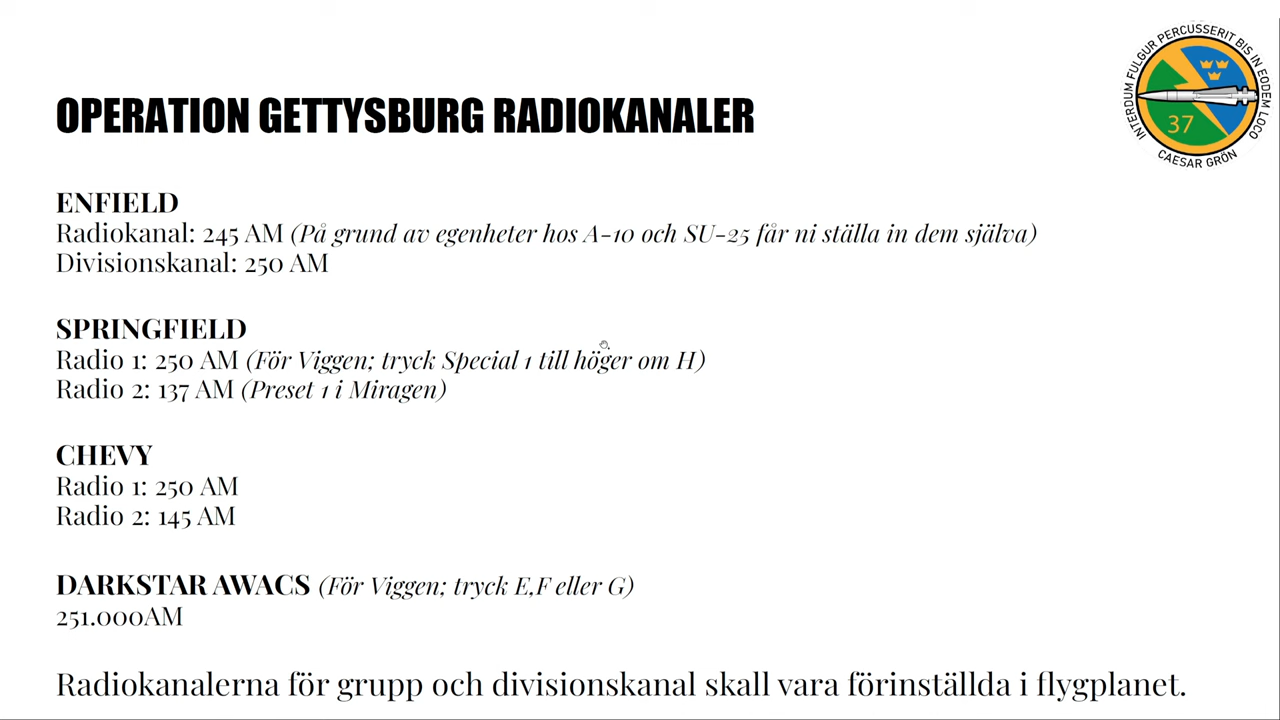 INTERDUM FULGUR PERCUSSERIT BIS IN EODEM LOCO
37
CAESAR GRÖN
OPERATION GETTYSBURG RADIOKANALER
ENFIELD
Radiokanal: 245 AM (På grund av egenheter hos A-10 och SU-25 får ni ställa in dem själva)
Divisionskanal: 250 AM
SPRINGFIELD
Radio 1: 250 AM (För Viggen; tryck Special 1 till höger om H)
Radio 2: 137 AM (Preset 1 i Miragen)
CHEVY
Radio 1: 250 AM
Radio 2: 145 AM
DARKSTAR AWACS (För Viggen; tryck E,F eller G)
251.000AM
Radiokanalerna för grupp och divisionskanal skall vara förinställda i flygplanet.